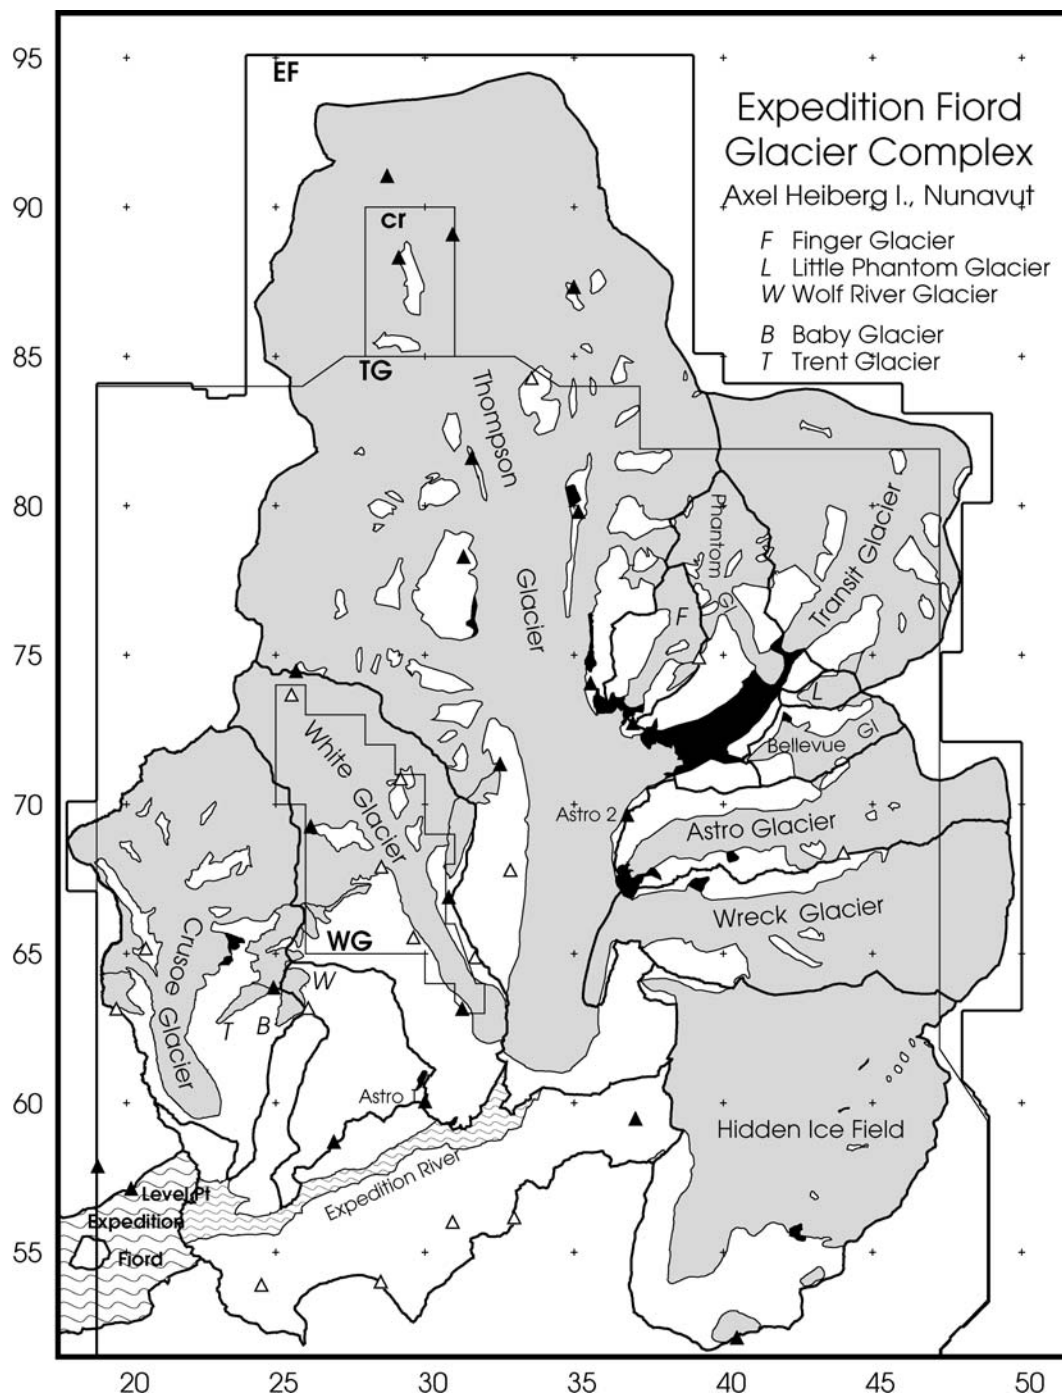 95
EF
Expedition Fiord
Glacier Complex
Axel Heiberg I., Nunavut
90
cr
F Finger Glacier
L Little Phantom Glacier
W Wolf River Glacier
B Baby Glacier
T Trent Glacier
85
TG
Thompson
Glacier
80
Phantom
Gl
Transit Glacier
F
75
L
White
Glacier
Bellevue Gl
70
Astro 2
Astro Glacier
Wreck Glacier
Crusoe
Glacier
65
WG
W
T
B
60
Astro 1
Hidden Ice Field
Expedition River
Level Pt
Expedition
Fiord
55
20
25
30
35
40
45
50